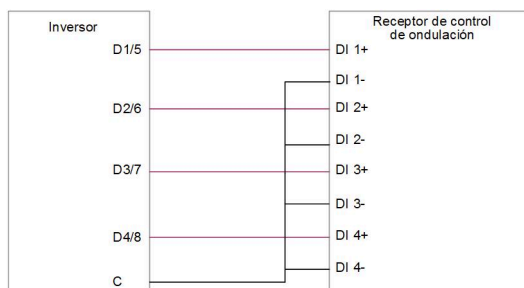 Inversor
D1/5
D2/6
D3/7
D4/8
C
Receptor de control
de ondulación
DI 1+
DI 1-
DI 2+
DI 2-
DI 3+
DI 3-
DI 4+
DI 4-